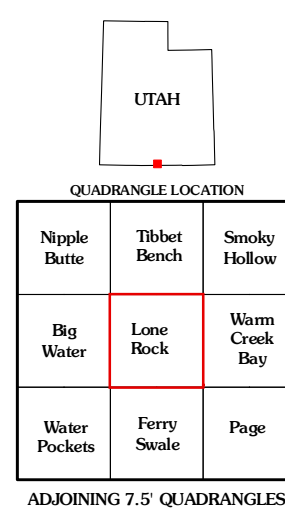 UTAH
QUADRANGLE LOCATION
Nipple
Butte
Tibbet
Bench
Smoky
Hollow
Big
Water
Lone
Rock
Warm
Creek
Bay
Water
Pockets
Ferry
Swale
Page
ADJOINING 7.5' QUADRANGLES